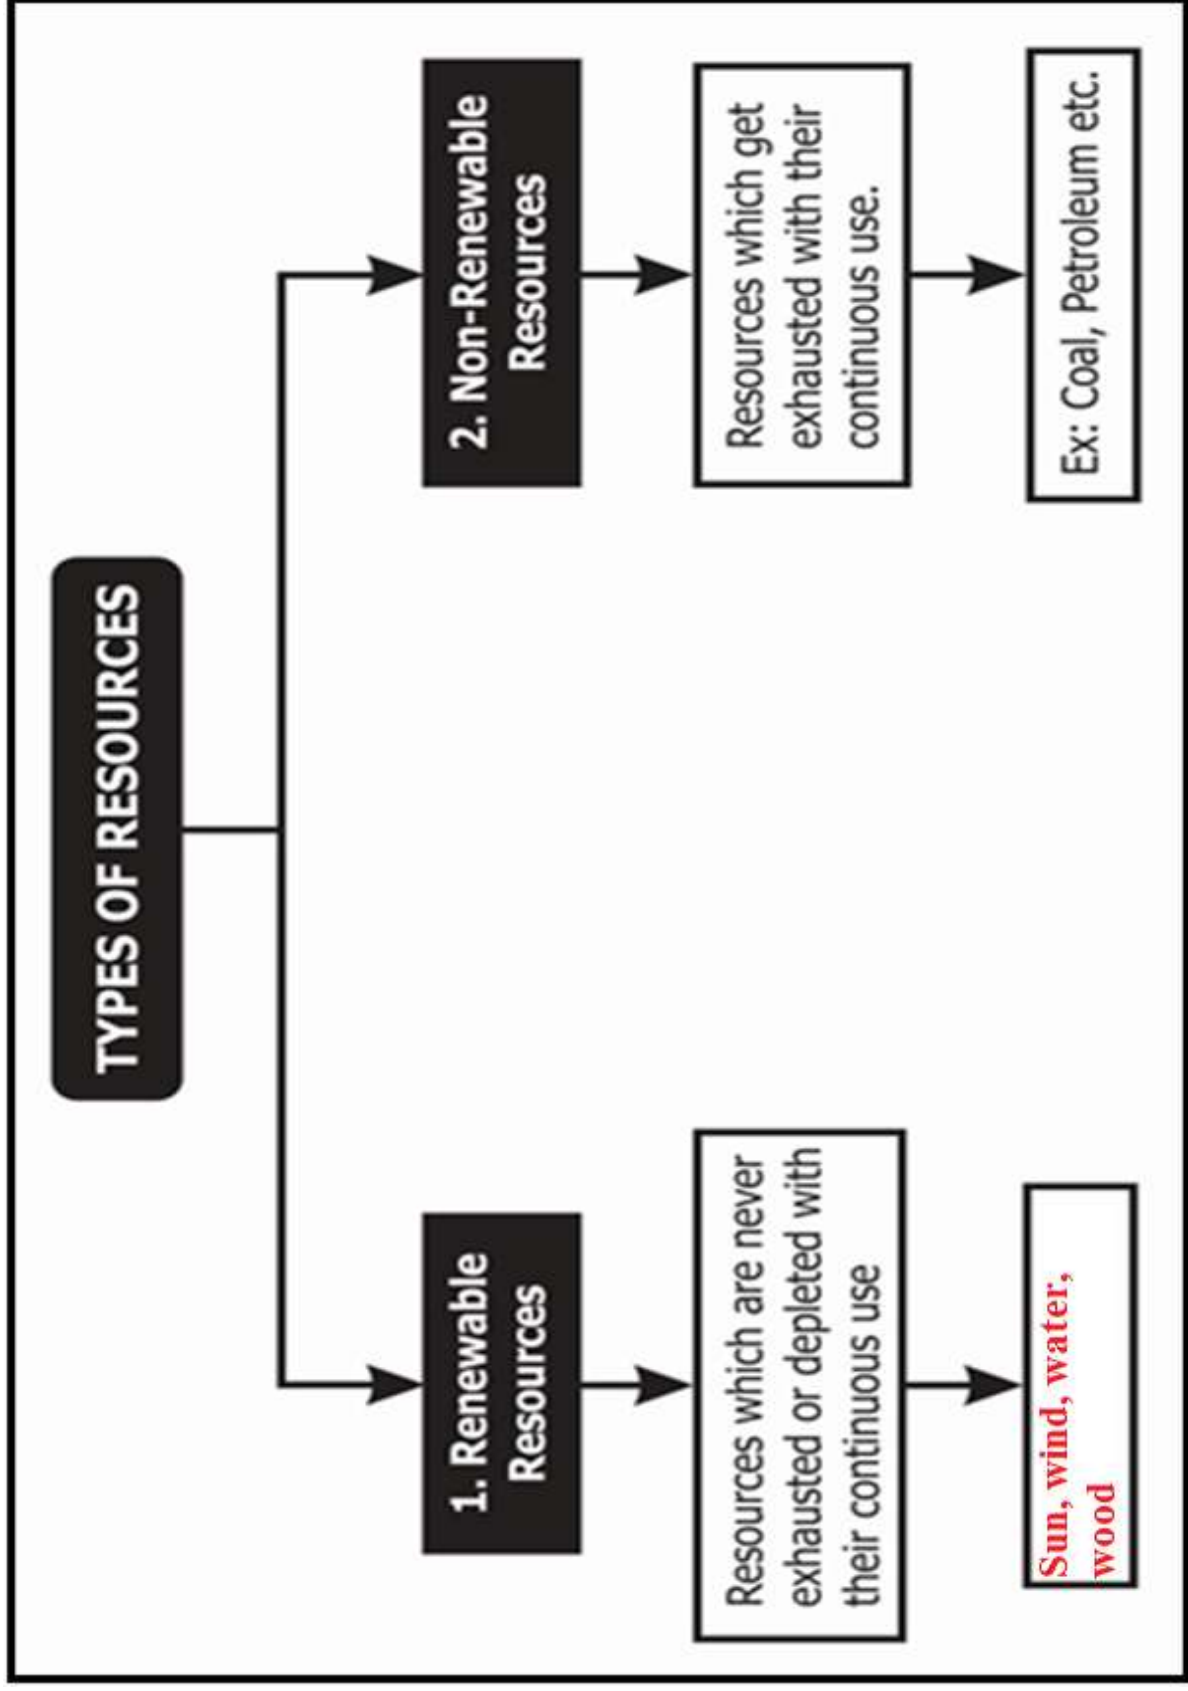 TYPES OF RESOURCES
1. Renewable
Resources
Resources which are never
exhausted or depleted with
their continuous use
Sun, wind, water,
wood
2. Non-Renewable
Resources
Resources which get
exhausted with their
continuous use.
Ex: Coal, Petroleum etc.